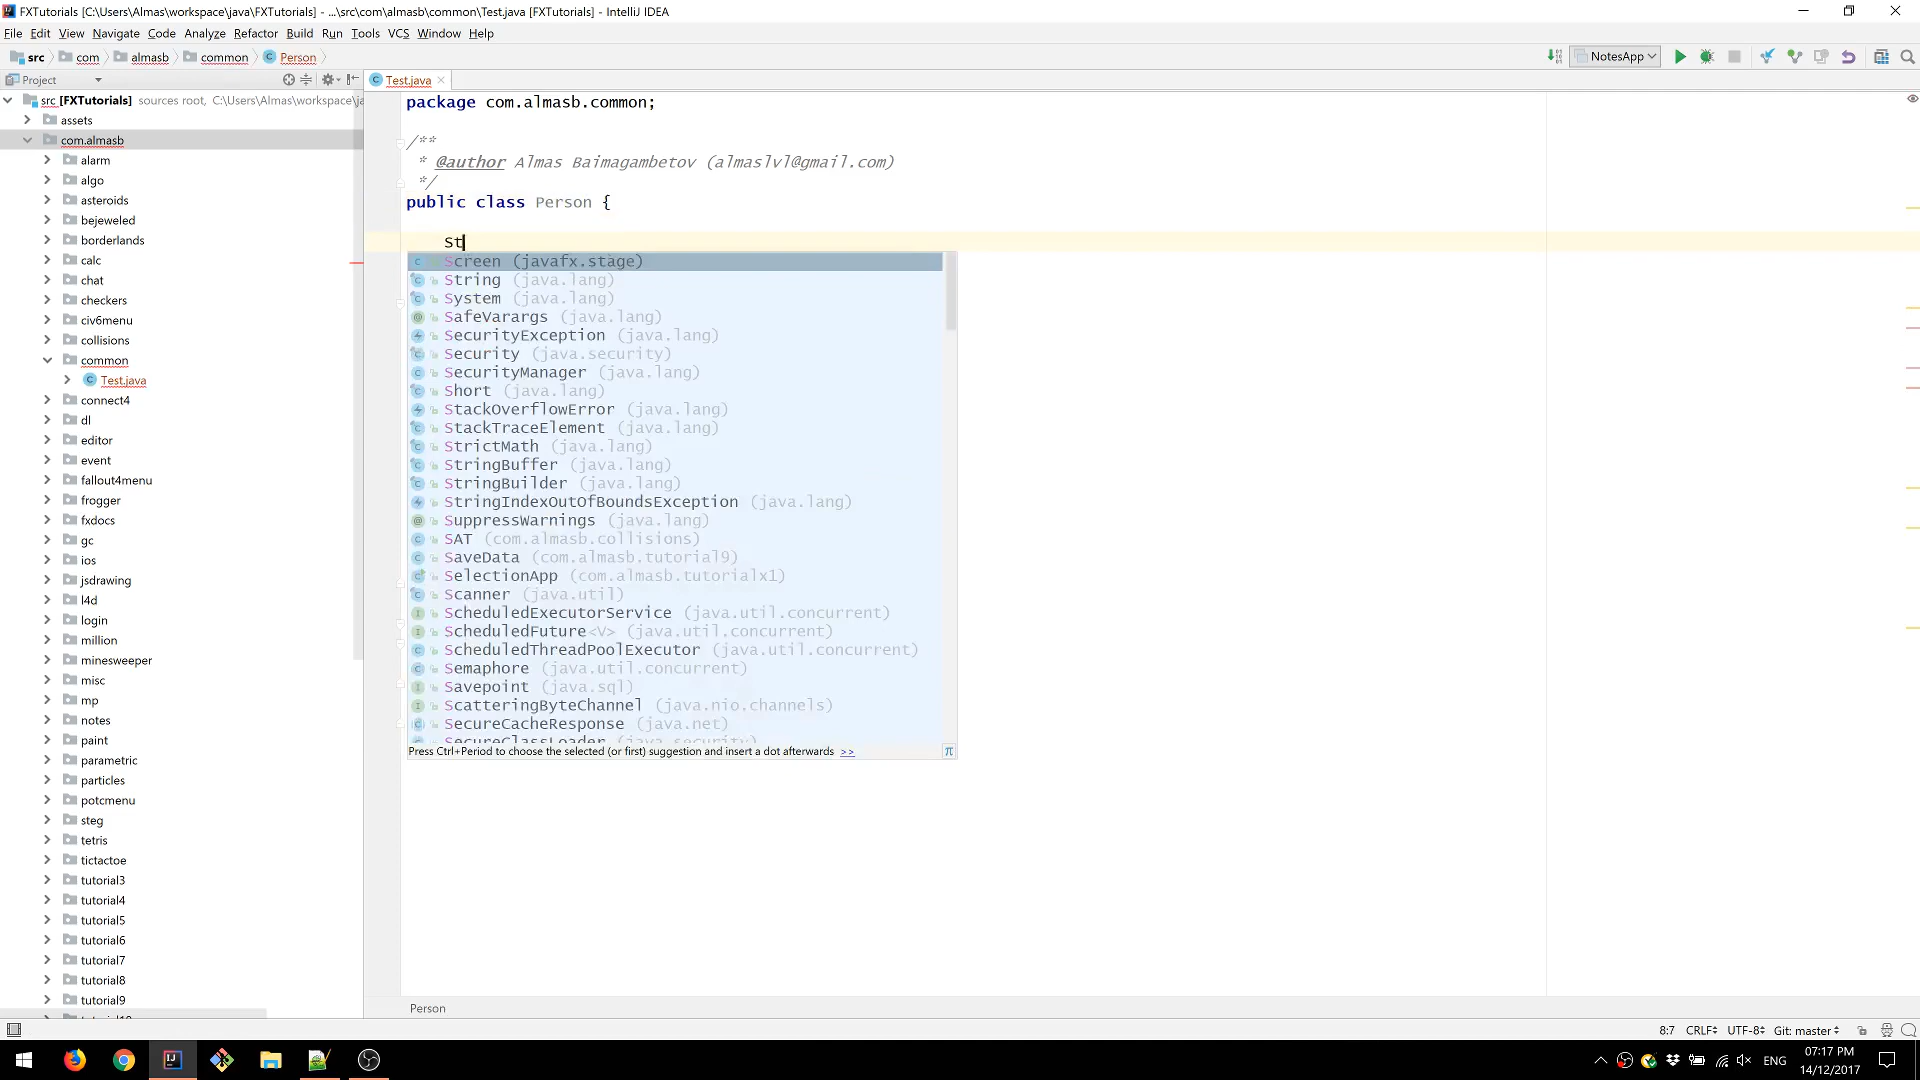 FXTutorials [C:\Users\Almas\workspace\java\FXTutorials] - ...\src\com\almasb\common\Test.java [FXTutorials] - IntelliJ IDEA
File Edit View Navigate Code Analyze Refactor Build Run Tools VCS Window Help
src com almasb common Person NotesApp
Project Test.java
src [FXTutorials] sources root, C:\Users\Almas\workspace\ja
assets
com.almasb
alarm
algo
asteroids
bejeweled
borderlands
calc
chat
checkers
civ6menu
collisions
common
Test.java
connect4
dl
editor
event
fallout4menu
frogger
fxdocs
gc
ios
jsdrawing
l4d
login
million
minesweeper
misc
mp
notes
paint
parametric
particles
potcmenu
steg
tetris
tictactoe
tutorial3
tutorial4
tutorial5
tutorial6
tutorial7
tutorial8
tutorial9
package com.almasb.common;
/**
* @author Almas Baimagambetov (almaslvl@gmail.com)
*/
public class Person {
St
Screen (javafx.stage)
String (java.lang)
System (java.lang)
SafeVarargs (java.lang)
SecurityException (java.lang)
Security (java.security)
SecurityManager (java.lang)
Short (java.lang)
StackOverflowError (java.lang)
StackTraceElement (java.lang)
StrictMath (java.lang)
StringBuffer (java.lang)
StringBuilder (java.lang)
StringIndexOutOfBoundsException (java.lang)
SuppressWarnings (java.lang)
SAT (com.almasb.collisions)
SaveData (com.almasb.tutorial9)
SelectionApp (com.almasb.tutorialx1)
Scanner (java.util)
ScheduledExecutorService (java.util.concurrent)
ScheduledFuture<V> (java.util.concurrent)
ScheduledThreadPoolExecutor (java.util.concurrent)
Semaphore (java.util.concurrent)
Savepoint (java.sql)
ScatteringByteChannel (java.nio.channels)
SecureCacheResponse (java.net)
SecureClassLoader (java.security)
Press Ctrl+Period to choose the selected (or first) suggestion and insert a dot afterwards >> π
Person
8:7 CRLF UTF-8 Git: master
ENG 07:17 PM
14/12/2017